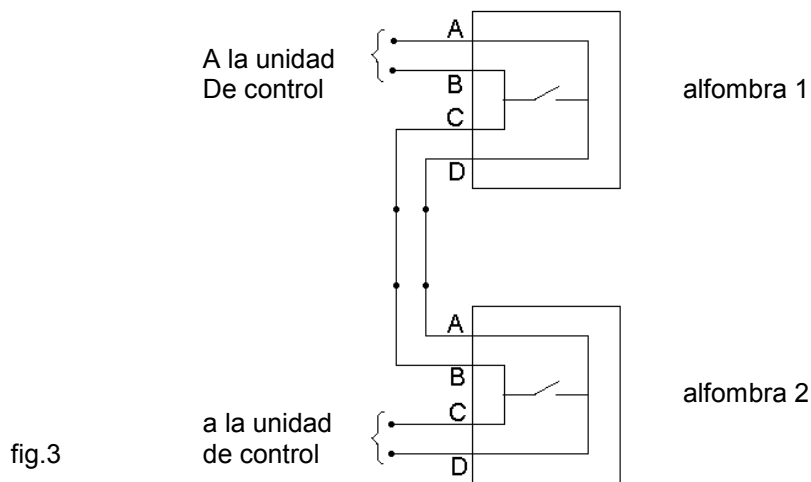 A la unidad
De control
A
B
C
D
alfombra 1
A
B
C
D
alfombra 2
a la unidad
de control
fig.3